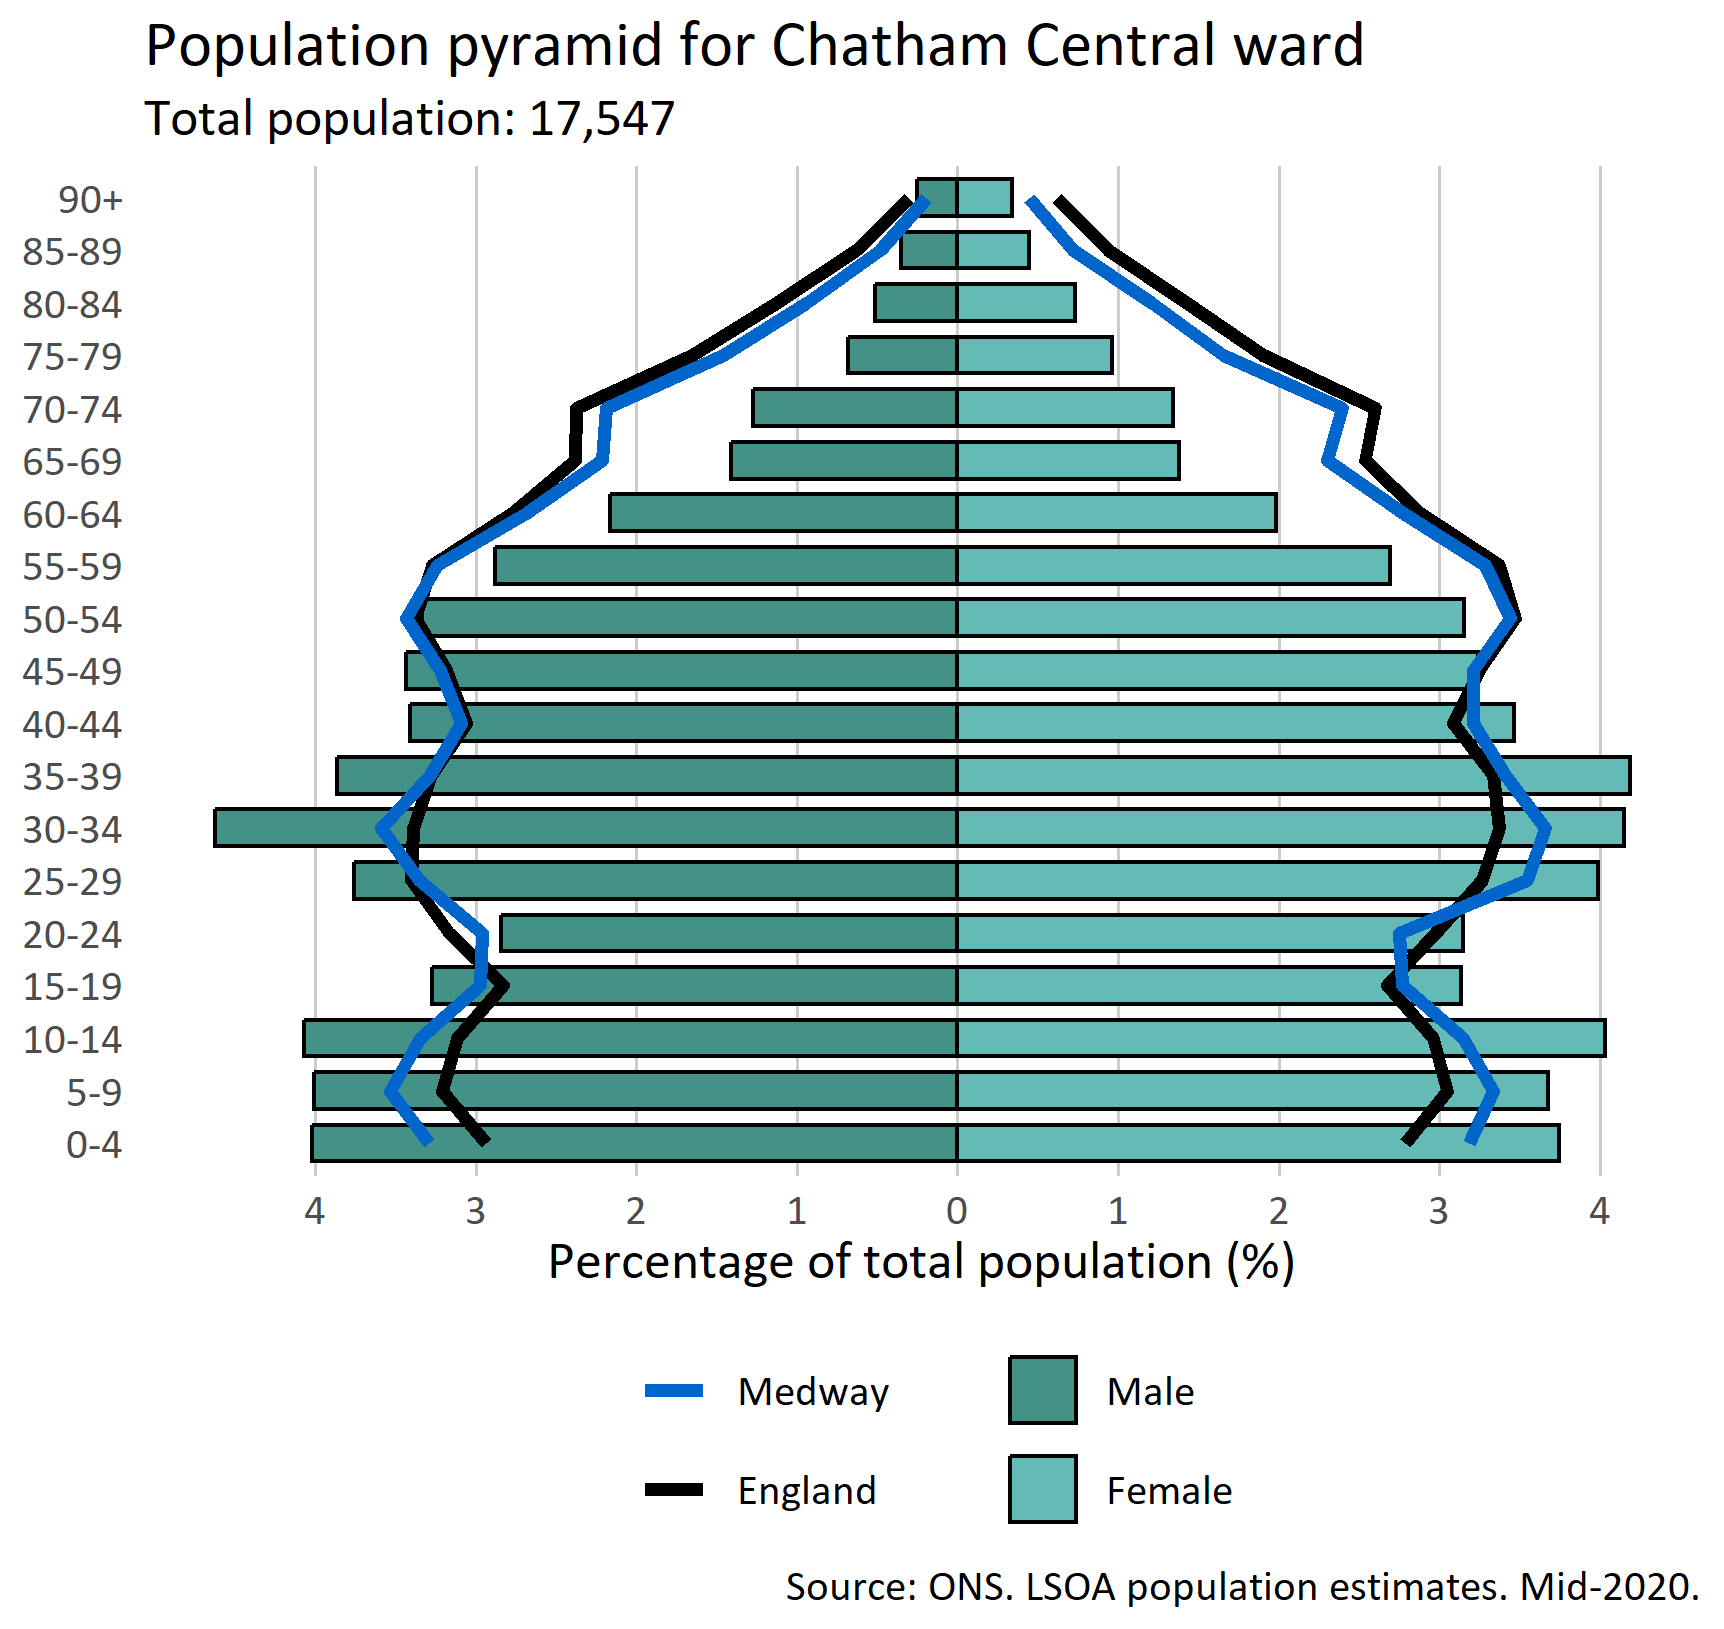 Population pyramid for Chatham Central ward
Total population: 17,547
90+
85-89
80-84
75-79
70-74
65-69
60-64
55-59
50-54
45-49
40-44
35-39
30-34
25-29
20-24
15-19
10-14
5-9
0-4
4 3 2 1 0 1 2 3 4
Percentage of total population (%)
Medway Male
England Female
Source: ONS. LSOA population estimates. Mid-2020.